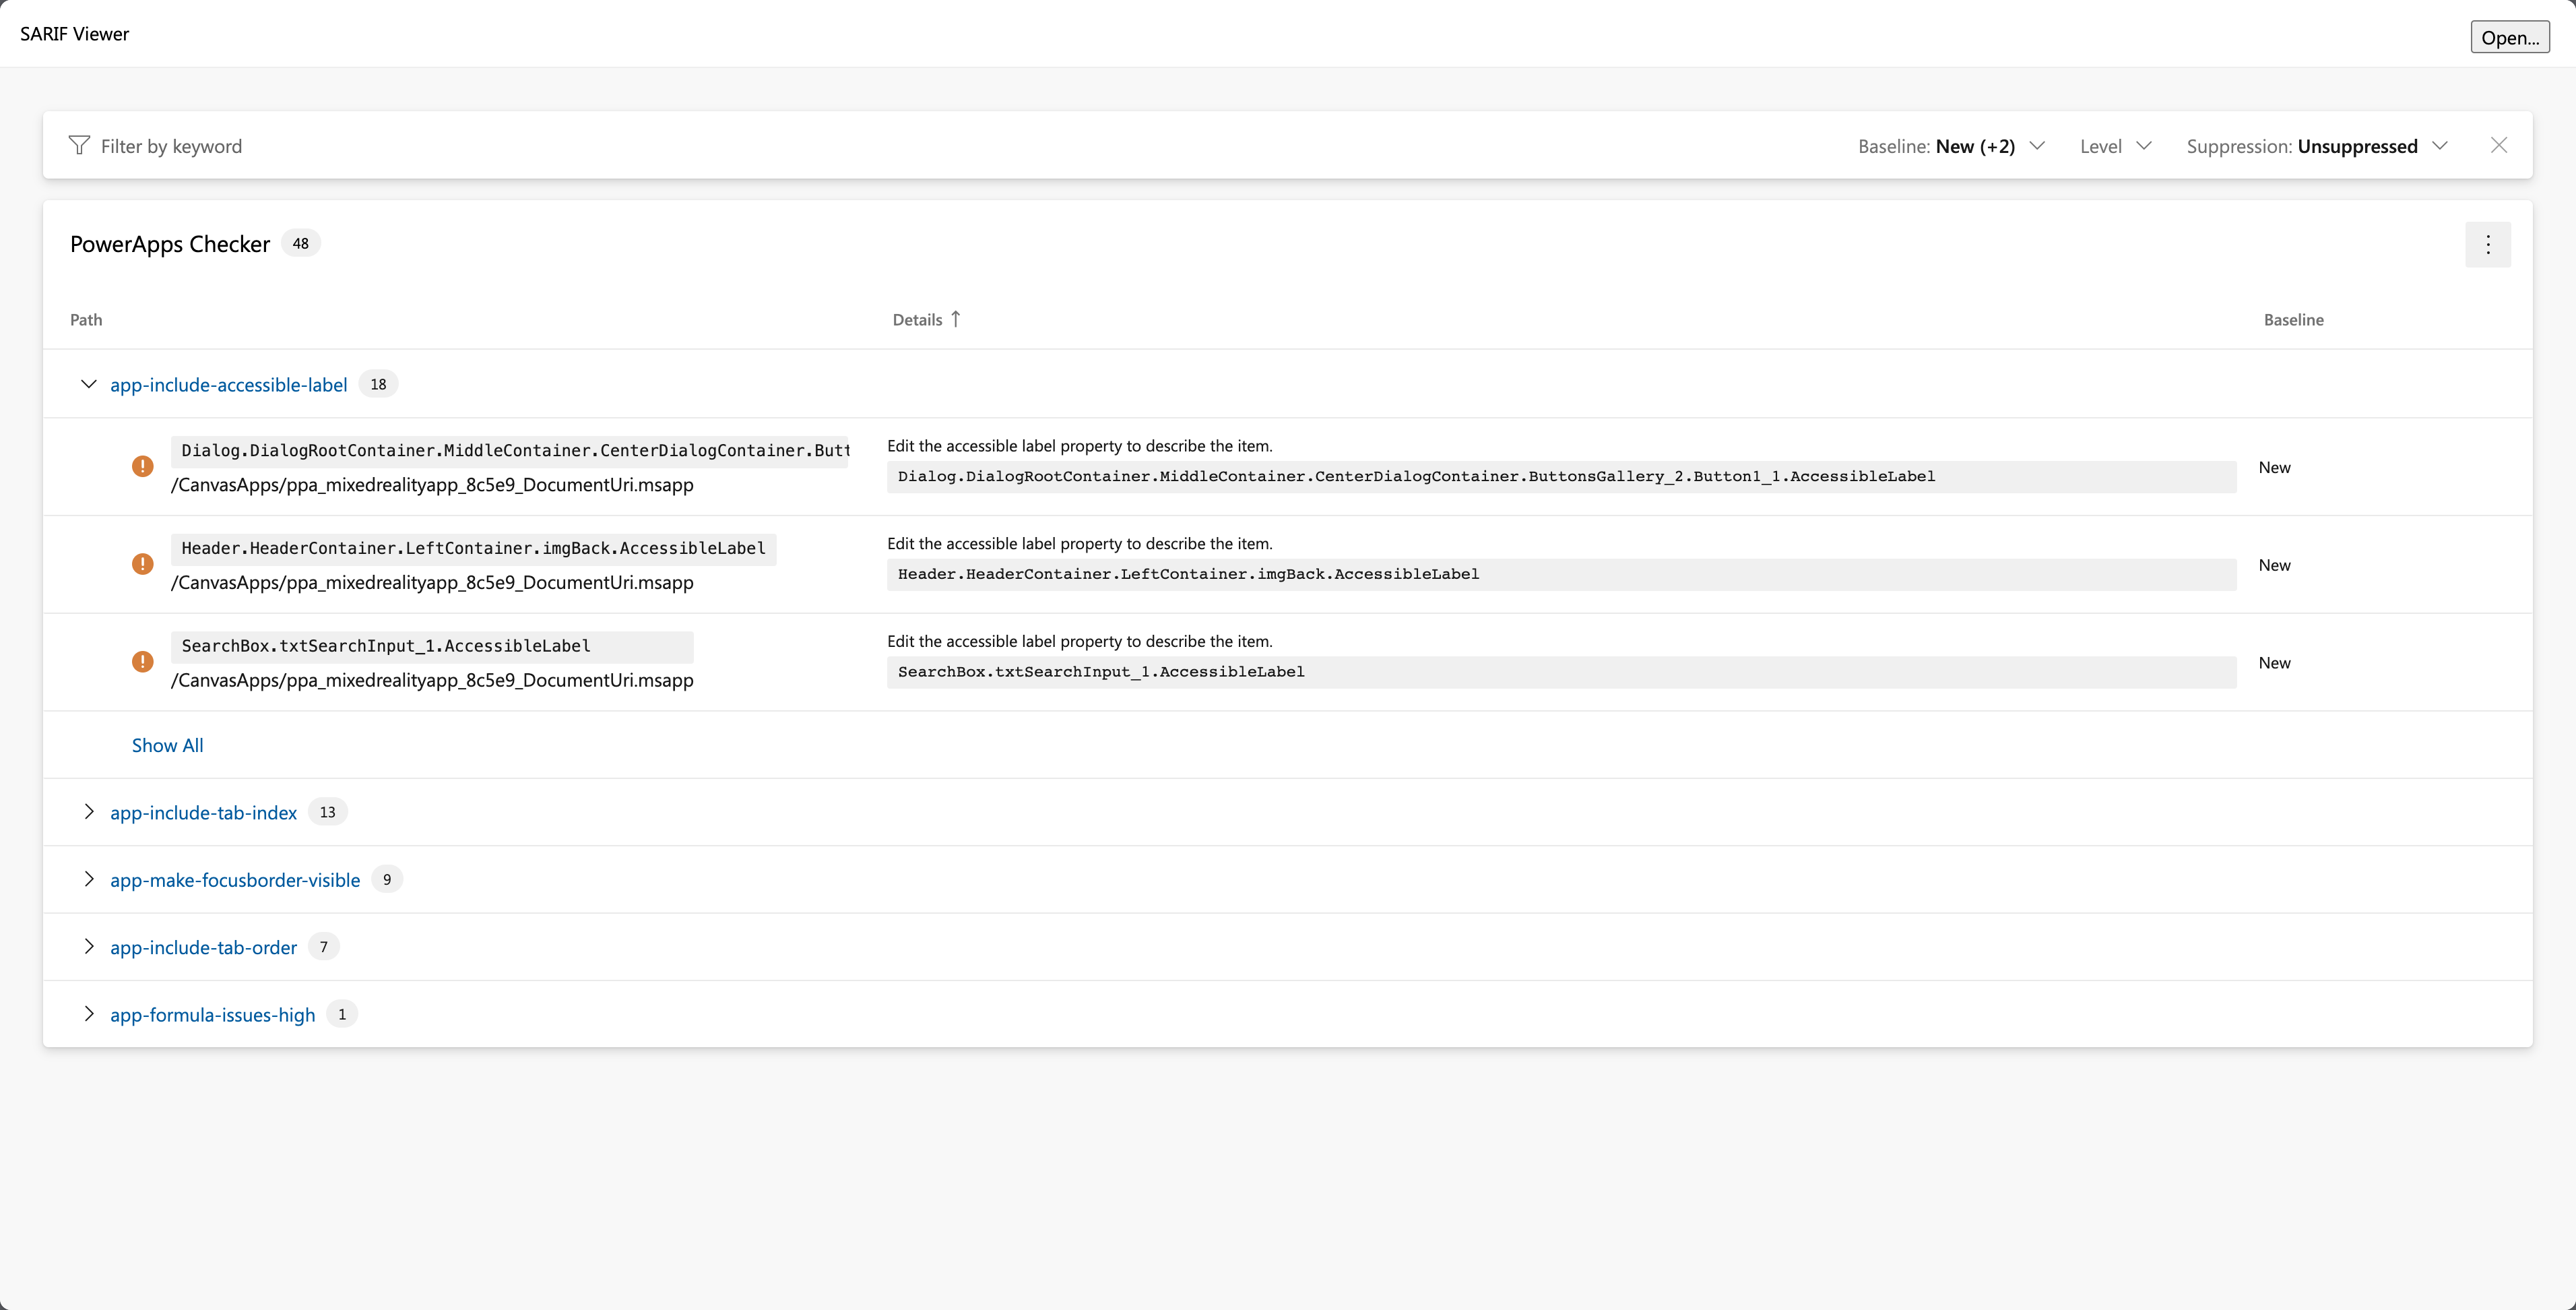 SARIF Viewer
Open...
Filter by keyword
Baseline: New (+2)
Level
Suppression: Unsuppressed
PowerApps Checker 48
Path
Details ↑
Baseline
app-include-accessible-label 18
Dialog.DialogRootContainer.MiddleContainer.CenterDialogContainer.Butt
/CanvasApps/ppa_mixedrealityapp_8c5e9_DocumentUri.msapp
Edit the accessible label property to describe the item.
Dialog.DialogRootContainer.MiddleContainer.CenterDialogContainer.ButtonsGallery_2.Button1_1.AccessibleLabel
New
Header.HeaderContainer.LeftContainer.imgBack.AccessibleLabel
/CanvasApps/ppa_mixedrealityapp_8c5e9_DocumentUri.msapp
Edit the accessible label property to describe the item.
Header.HeaderContainer.LeftContainer.imgBack.AccessibleLabel
New
SearchBox.txtSearchInput_1.AccessibleLabel
/CanvasApps/ppa_mixedrealityapp_8c5e9_DocumentUri.msapp
Edit the accessible label property to describe the item.
SearchBox.txtSearchInput_1.AccessibleLabel
New
Show All
app-include-tab-index 13
app-make-focusborder-visible 9
app-include-tab-order 7
app-formula-issues-high 1